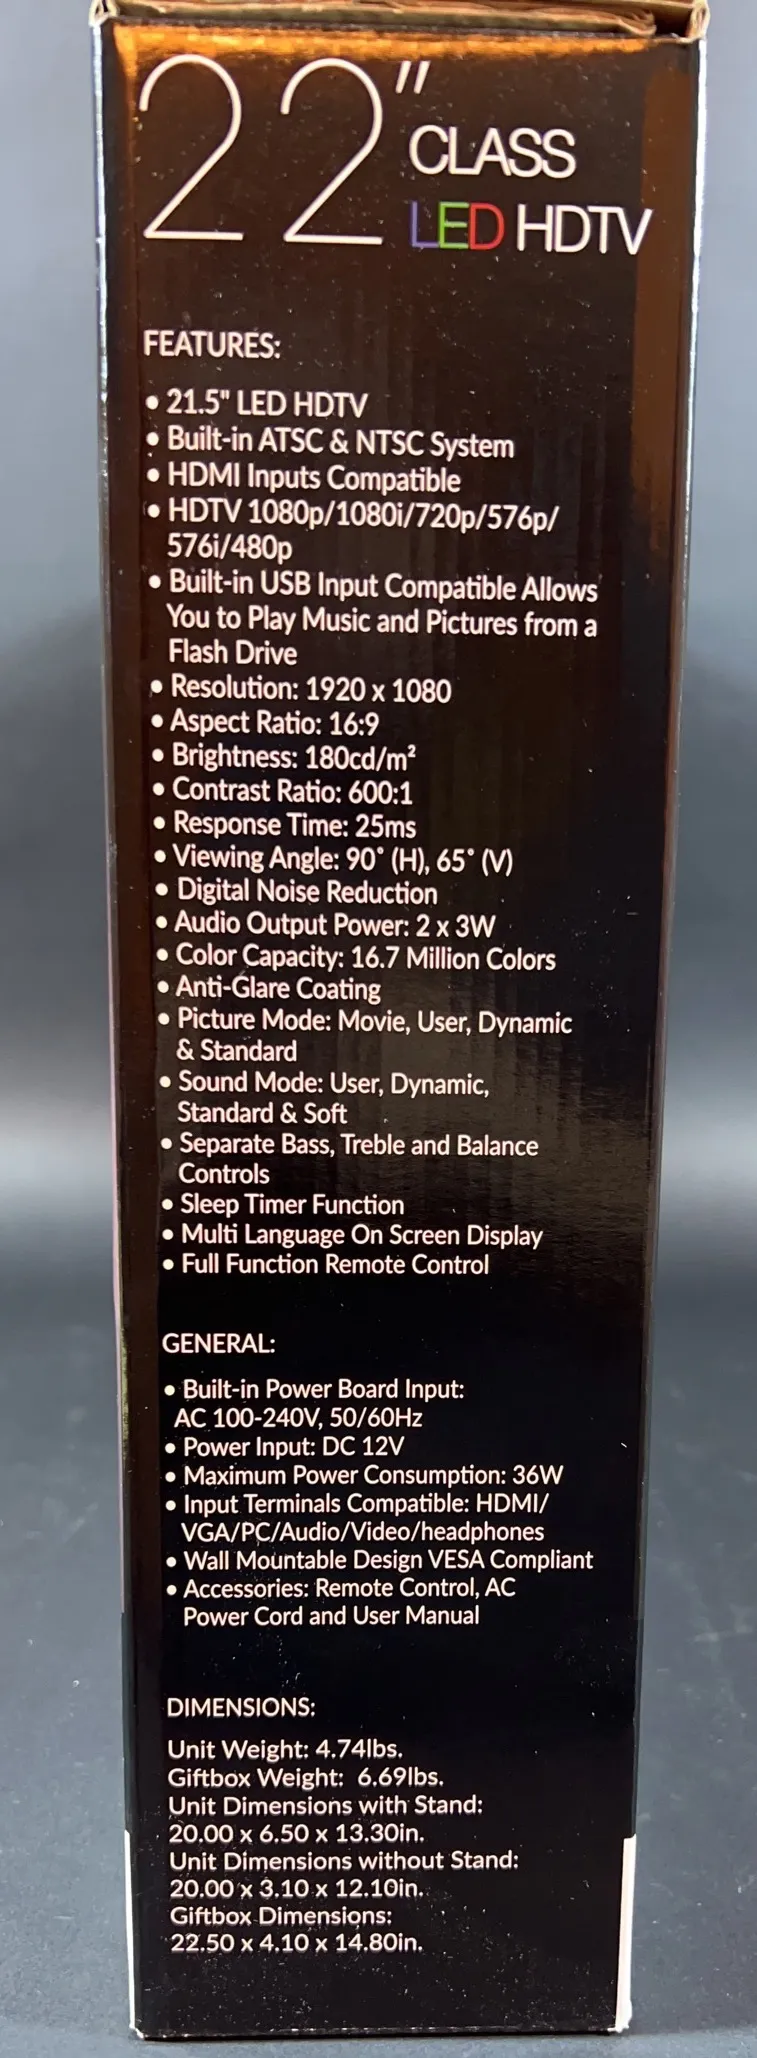 22"
CLASS
LED HDTV
FEATURES:
• 21.5" LED HDTV
• Built-in ATSC & NTSC System
• HDMI Inputs Compatible
• HDTV 1080p/1080i/720p/576p/
576i/480p
• Built-in USB Input Compatible Allows
You to Play Music and Pictures from a
Flash Drive
• Resolution: 1920 x 1080
• Aspect Ratio: 16:9
• Brightness: 180cd/m²
• Contrast Ratio: 600:1
• Response Time: 25ms
• Viewing Angle: 90° (H), 65° (V)
• Digital Noise Reduction
• Audio Output Power: 2 x 3W
• Color Capacity: 16.7 Million Colors
• Anti-Glare Coating
• Picture Mode: Movie, User, Dynamic
& Standard
• Sound Mode: User, Dynamic,
Standard & Soft
• Separate Bass, Treble and Balance
Controls
• Sleep Timer Function
• Multi Language On Screen Display
• Full Function Remote Control
GENERAL:
• Built-in Power Board Input:
AC 100-240V, 50/60Hz
• Power Input: DC 12V
• Maximum Power Consumption: 36W
• Input Terminals Compatible: HDMI/
VGA/PC/Audio/Video/headphones
• Wall Mountable Design VESA Compliant
• Accessories: Remote Control, AC
Power Cord and User Manual
DIMENSIONS:
Unit Weight: 4.74lbs.
Giftbox Weight: 6.69lbs.
Unit Dimensions with Stand:
20.00 x 6.50 x 13.30in.
Unit Dimensions without Stand:
20.00 x 3.10 x 12.10in.
Giftbox Dimensions:
22.50 x 4.10 x 14.80in.